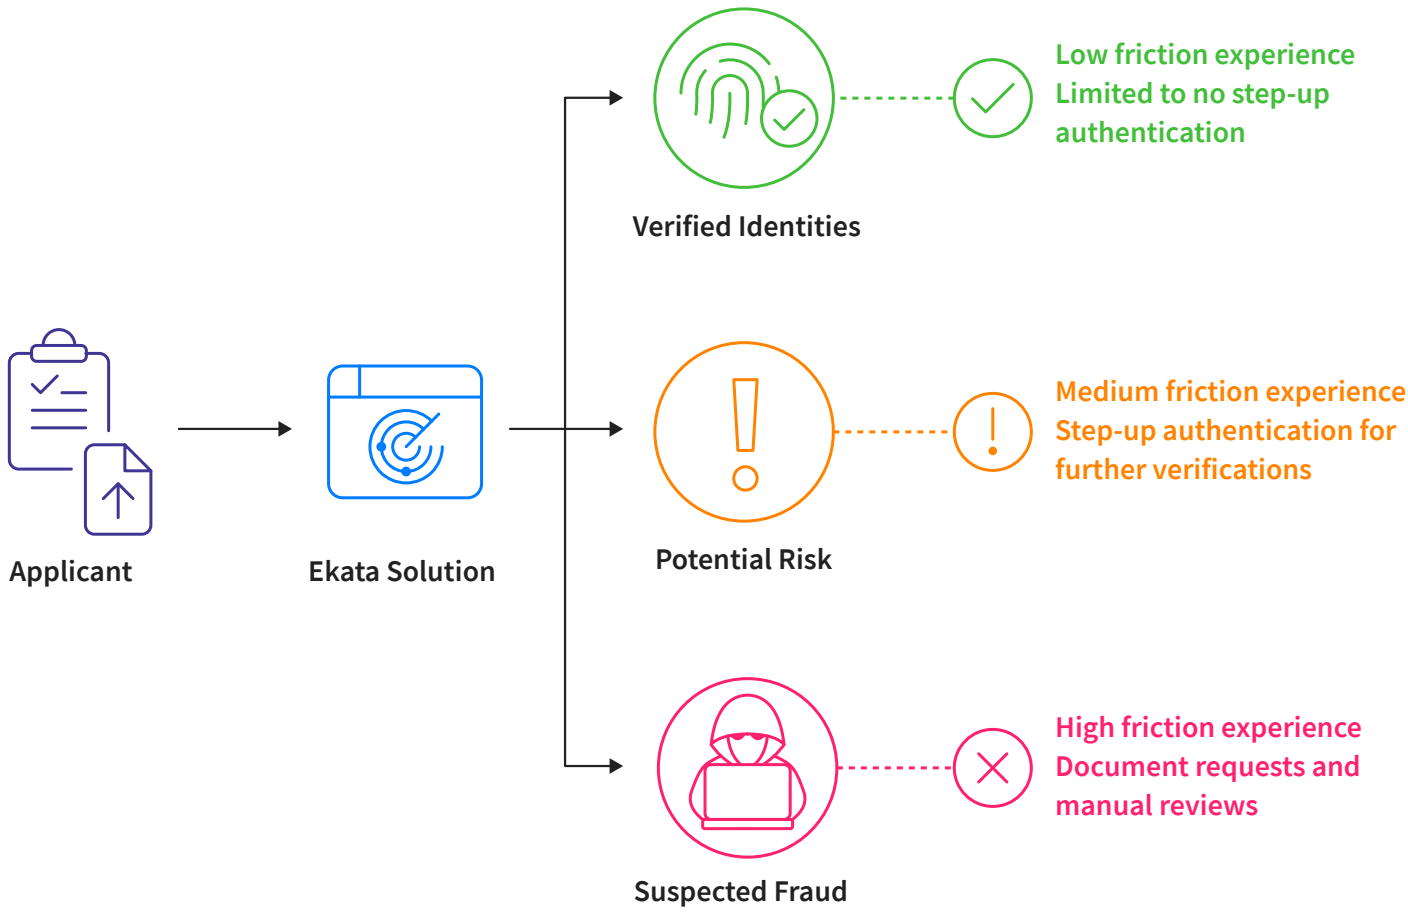 Low friction experience
Limited to no step-up
authentication
Verified Identities
Medium friction experience
Step-up authentication for
further verifications
Potential Risk
Applicant
Ekata Solution
High friction experience
Document requests and
manual reviews
Suspected Fraud